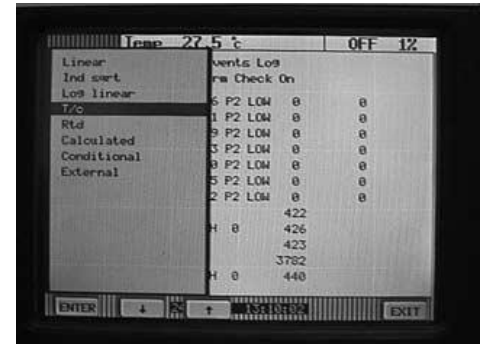 Temp 27.5 °c OFF 1%
Linear
Ind sqrt
Log linear
T/c
Rtd
Calculated
Conditional
External
vents Log
rm Check On
6 P2 LOW 0 0
1 P2 LOW 0 0
9 P2 LOW 0 0
3 P2 LOW 0 0
0 P2 LOW 0 0
5 P2 LOW 0 0
2 P2 LOW 0 0
422
H 0 426
423
3782
H 0 440
ENTER ↓ ↑ EXIT